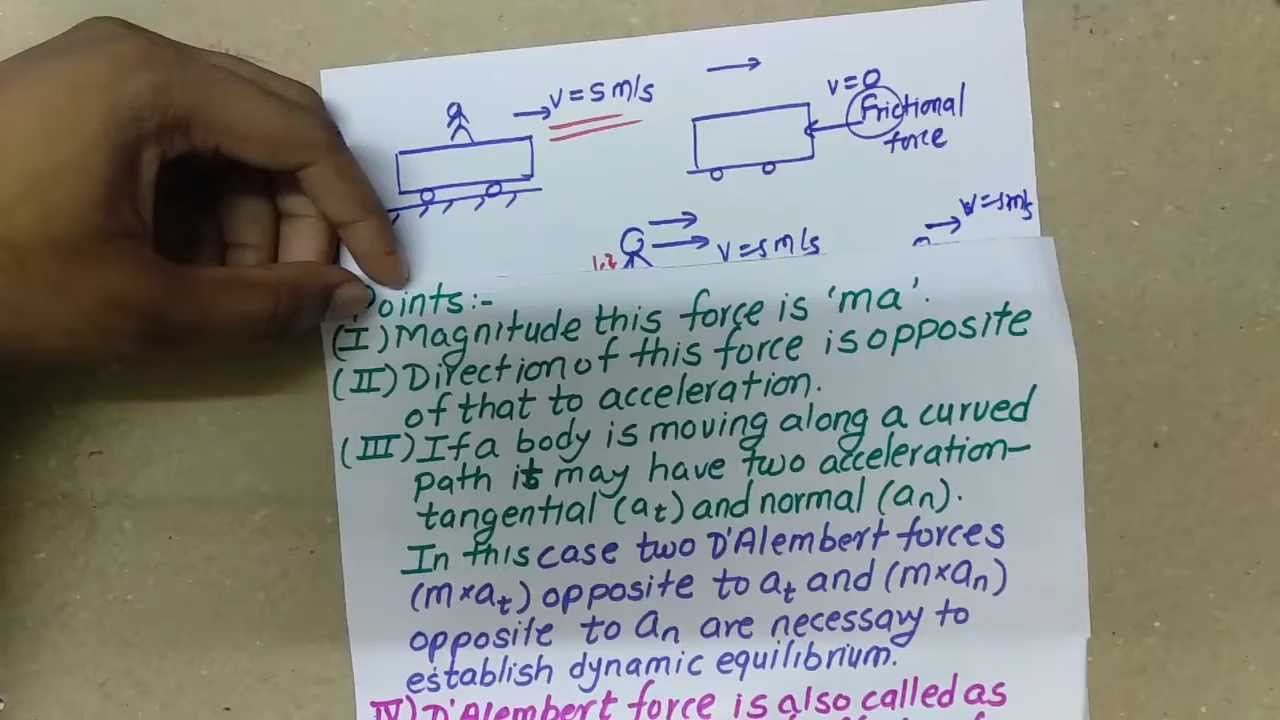 V=5m/s
V=0
Frictional
force
V=5m/s
V=5m/s
Points:-
(I) Magnitude this force is 'ma'.
(II) Direction of this force is opposite
of that to acceleration.
(III) If a body is moving along a curved
path it may have two acceleration-
tangential (at) and normal (an).
In this case two D'Alembert forces
(m×at) opposite to at and (m×an)
opposite to an are necessary to
establish dynamic equilibrium.
IV) D'Alembert force is also called as